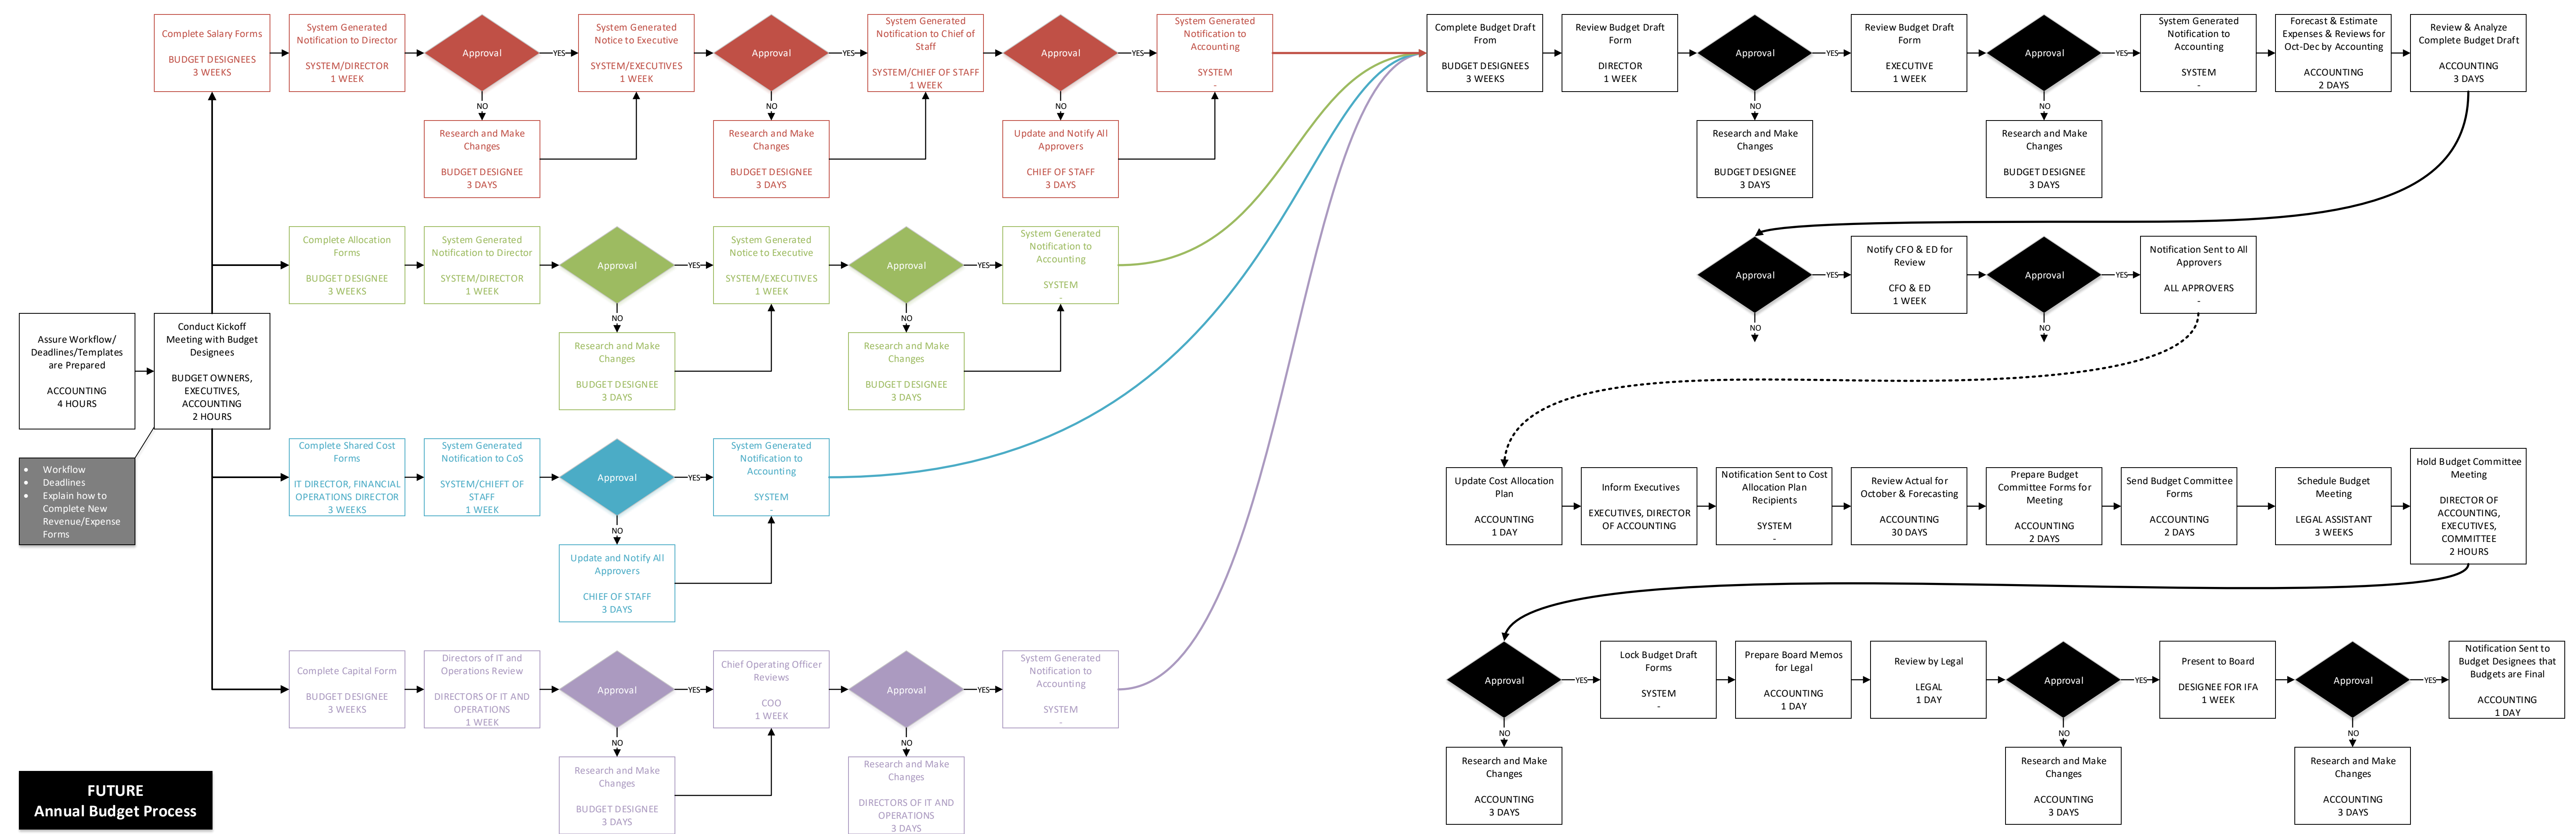 Complete Salary Forms
BUDGET DESIGNEES
3 WEEKS
System Generated
Notification to Director
SYSTEM/DIRECTOR
1 WEEK
Approval
YES
NO
Research and Make
Changes
BUDGET DESIGNEE
3 DAYS
System Generated
Notice to Executive
SYSTEM/EXECUTIVES
1 WEEK
Approval
YES
NO
Research and Make
Changes
BUDGET DESIGNEE
3 DAYS
System Generated
Notification to Chief of
Staff
SYSTEM/CHIEF OF STAFF
1 WEEK
Approval
YES
NO
Update and Notify All
Approvers
CHIEF OF STAFF
3 DAYS
System Generated
Notification to
Accounting
SYSTEM
-
Complete Allocation
Forms
BUDGET DESIGNEE
3 WEEKS
System Generated
Notification to Director
SYSTEM/DIRECTOR
1 WEEK
Approval
YES
NO
Research and Make
Changes
BUDGET DESIGNEE
3 DAYS
System Generated
Notice to Executive
SYSTEM/EXECUTIVES
1 WEEK
Approval
YES
NO
Research and Make
Changes
BUDGET DESIGNEE
3 DAYS
System Generated
Notification to
Accounting
SYSTEM
-
Assure Workflow/
Deadlines/Templates
are Prepared
ACCOUNTING
4 HOURS
Conduct Kickoff
Meeting with Budget
Designees
BUDGET OWNERS,
EXECUTIVES,
ACCOUNTING
2 HOURS
• Workflow
• Deadlines
• Explain how to
Complete New
Revenue/Expense
Forms
Complete Shared Cost
Forms
IT DIRECTOR, FINANCIAL
OPERATIONS DIRECTOR
3 WEEKS
System Generated
Notification to CoS
SYSTEM/CHIEFT OF
STAFF
1 WEEK
Approval
YES
NO
Update and Notify All
Approvers
CHIEF OF STAFF
3 DAYS
System Generated
Notification to
Accounting
SYSTEM
-
Complete Capital Form
BUDGET DESIGNEE
3 WEEKS
Directors of IT and
Operations Review
DIRECTORS OF IT AND
OPERATIONS
1 WEEK
Approval
YES
NO
Research and Make
Changes
BUDGET DESIGNEE
3 DAYS
Chief Operating Officer
Reviews
COO
1 WEEK
Approval
YES
NO
Research and Make
Changes
DIRECTORS OF IT AND
OPERATIONS
3 DAYS
System Generated
Notification to
Accounting
SYSTEM
-
FUTURE
Annual Budget Process
Complete Budget Draft
From
BUDGET DESIGNEES
3 WEEKS
Review Budget Draft
Form
DIRECTOR
1 WEEK
Approval
YES
NO
Research and Make
Changes
BUDGET DESIGNEE
3 DAYS
Review Budget Draft
Form
EXECUTIVE
1 WEEK
Approval
YES
NO
Research and Make
Changes
BUDGET DESIGNEE
3 DAYS
System Generated
Notification to
Accounting
SYSTEM
-
Forecast & Estimate
Expenses & Reviews for
Oct-Dec by Accounting
ACCOUNTING
2 DAYS
Review & Analyze
Complete Budget Draft
ACCOUNTING
3 DAYS
Approval
YES
NO
Notify CFO & ED for
Review
CFO & ED
1 WEEK
Approval
YES
NO
Notification Sent to All
Approvers
ALL APPROVERS
-
Update Cost Allocation
Plan
ACCOUNTING
1 DAY
Inform Executives
EXECUTIVES, DIRECTOR
OF ACCOUNTING
Notification Sent to Cost
Allocation Plan
Recipients
SYSTEM
-
Review Actual for
October & Forecasting
ACCOUNTING
30 DAYS
Prepare Budget
Committee Forms for
Meeting
ACCOUNTING
2 DAYS
Send Budget Committee
Forms
ACCOUNTING
2 DAYS
Schedule Budget
Meeting
LEGAL ASSISTANT
3 WEEKS
Hold Budget Committee
Meeting
DIRECTOR OF
ACCOUNTING,
EXECUTIVES,
COMMITTEE
2 HOURS
Approval
YES
NO
Research and Make
Changes
ACCOUNTING
3 DAYS
Lock Budget Draft
Forms
SYSTEM
-
Prepare Board Memos
for Legal
ACCOUNTING
1 DAY
Review by Legal
LEGAL
1 DAY
Approval
YES
NO
Research and Make
Changes
ACCOUNTING
3 DAYS
Present to Board
DESIGNEE FOR IFA
1 WEEK
Approval
YES
NO
Research and Make
Changes
ACCOUNTING
3 DAYS
Notification Sent to
Budget Designees that
Budgets are Final
ACCOUNTING
1 DAY